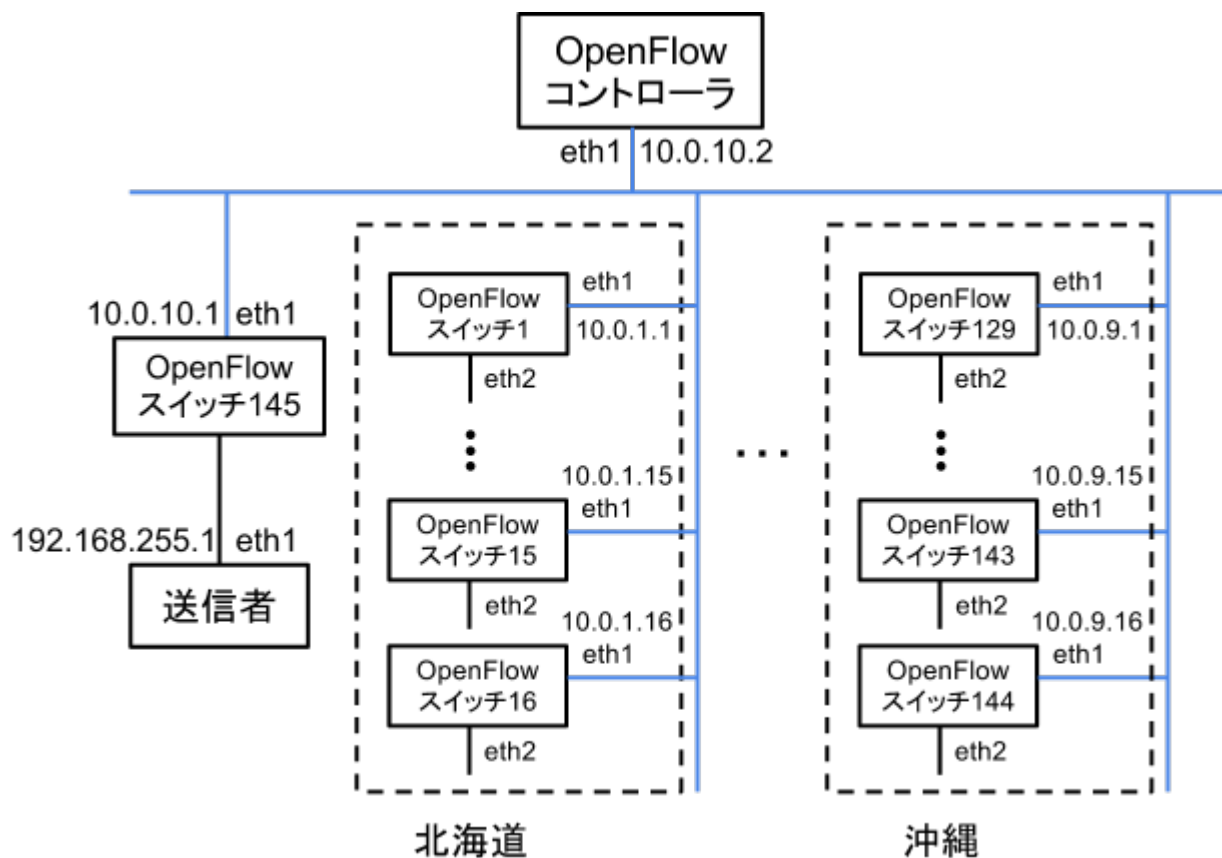 OpenFlow
コントローラ
eth1 10.0.10.2
10.0.10.1 eth1
OpenFlow
スイッチ145
192.168.255.1 eth1
送信者
OpenFlow
スイッチ1
eth1
10.0.1.1
eth2
10.0.1.15
eth1
OpenFlow
スイッチ15
eth2
10.0.1.16
eth1
OpenFlow
スイッチ16
eth2
北海道
...
OpenFlow
スイッチ129
eth1
10.0.9.1
eth2
10.0.9.15
eth1
OpenFlow
スイッチ143
eth2
10.0.9.16
eth1
OpenFlow
スイッチ144
eth2
沖縄